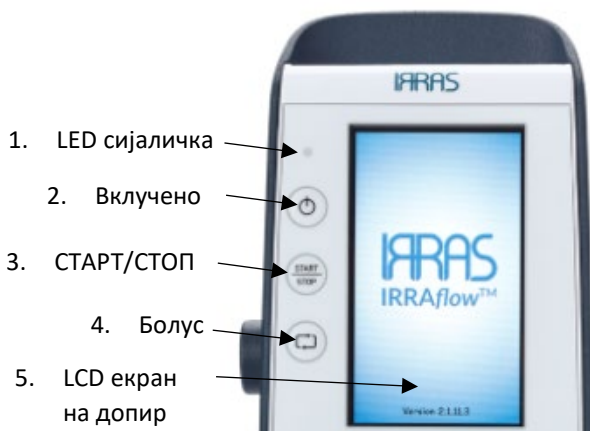 IRRAS
1. LED сијаличка
2. Вклучено
START
STOP
3. СТАРТ/СТОП
IRRAS
IRRAflow™
4. Болус
5. LCD екран
на допир
Version 2.1.11.3